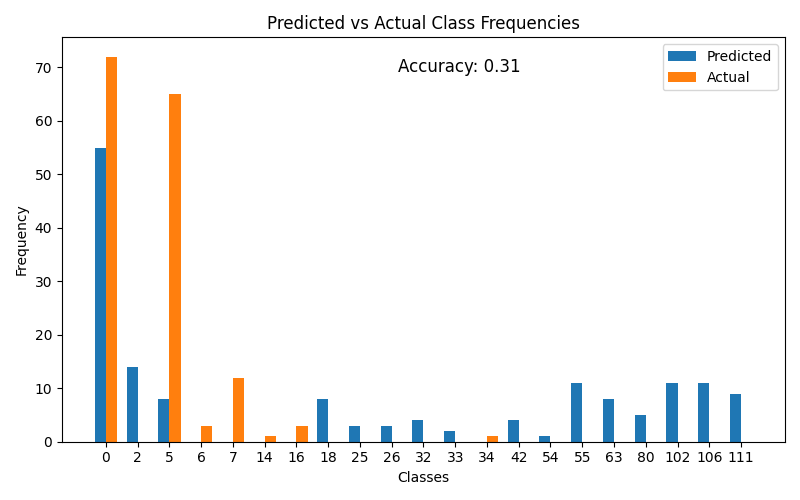 Predicted vs Actual Class Frequencies
Accuracy: 0.31
Predicted
Actual
Frequency
70
60
50
40
30
20
10
0
0 2 5 6 7 14 16 18 25 26 32 33 34 42 54 55 63 80 102 106 111
Classes